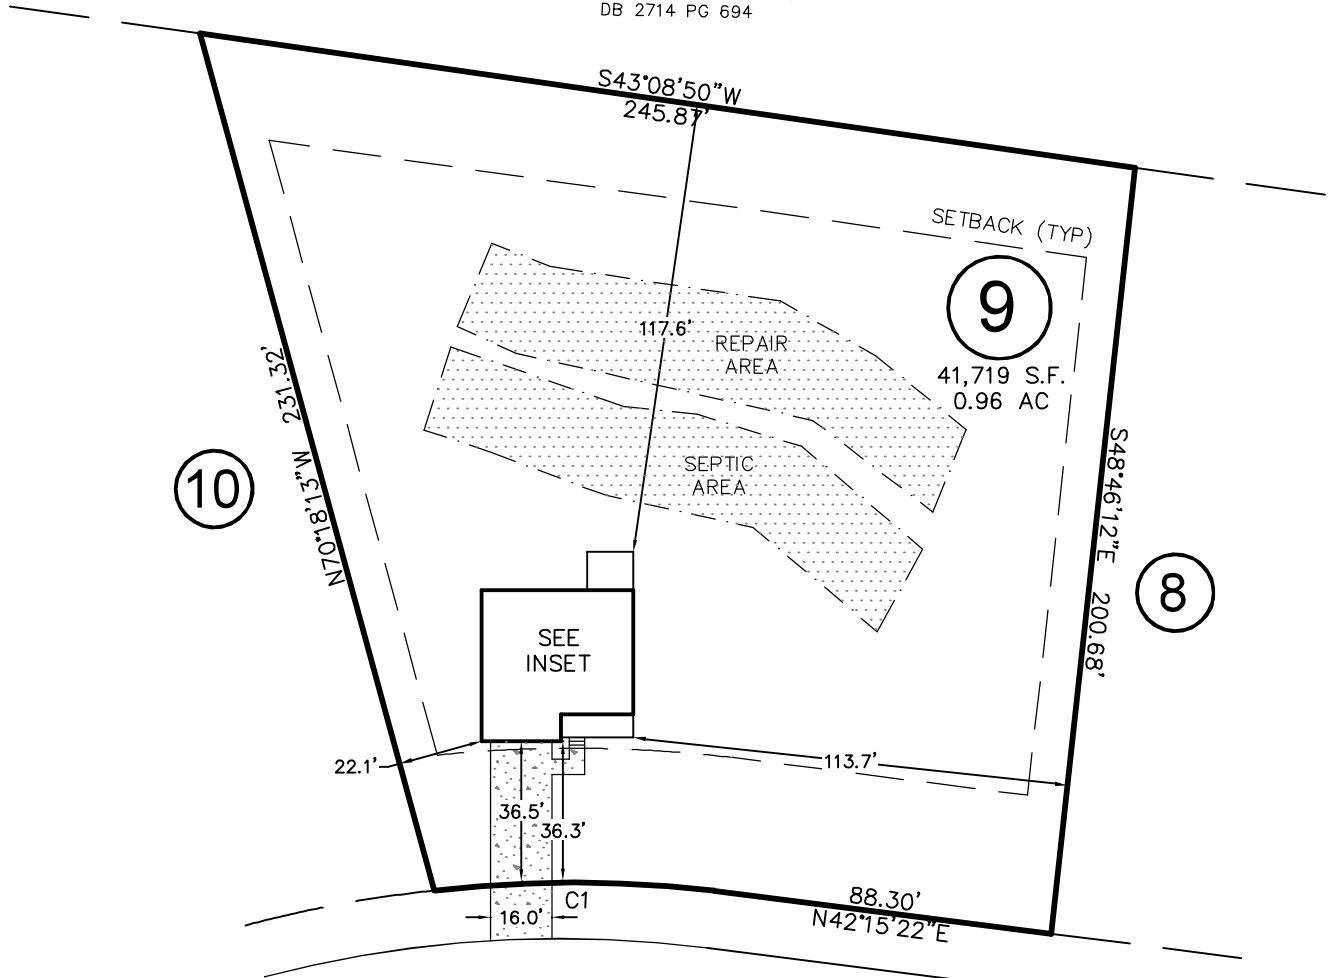 DB 2714 PG 694
S43°08'50"W
245.87'
SETBACK (TYP)
9
41,719 S.F.
0.96 AC
117.6'
REPAIR
AREA
SEPTIC
AREA
231.32'
N70°18'13"W
10
S48°46'12"E 200.68'
8
SEE
INSET
22.1'
113.7'
36.5'
36.3'
C1
16.0'
88.30'
N42°15'22"E